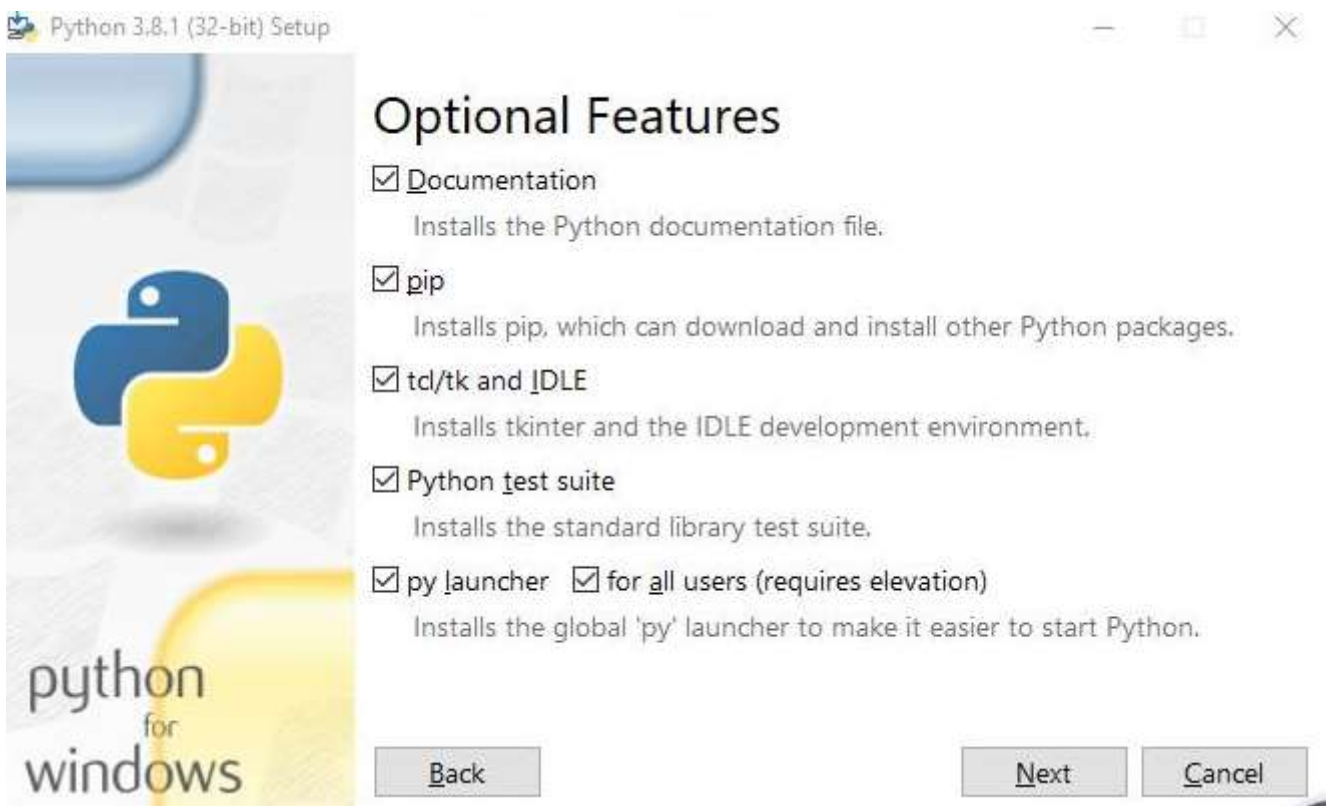 Python 3.8.1 (32-bit) Setup
Optional Features
Documentation
Installs the Python documentation file.
pip
Installs pip, which can download and install other Python packages.
tcl/tk and IDLE
Installs tkinter and the IDLE development environment.
Python test suite
Installs the standard library test suite.
py launcher for all users (requires elevation)
Installs the global 'py' launcher to make it easier to start Python.
python
for
windows
Back Next Cancel